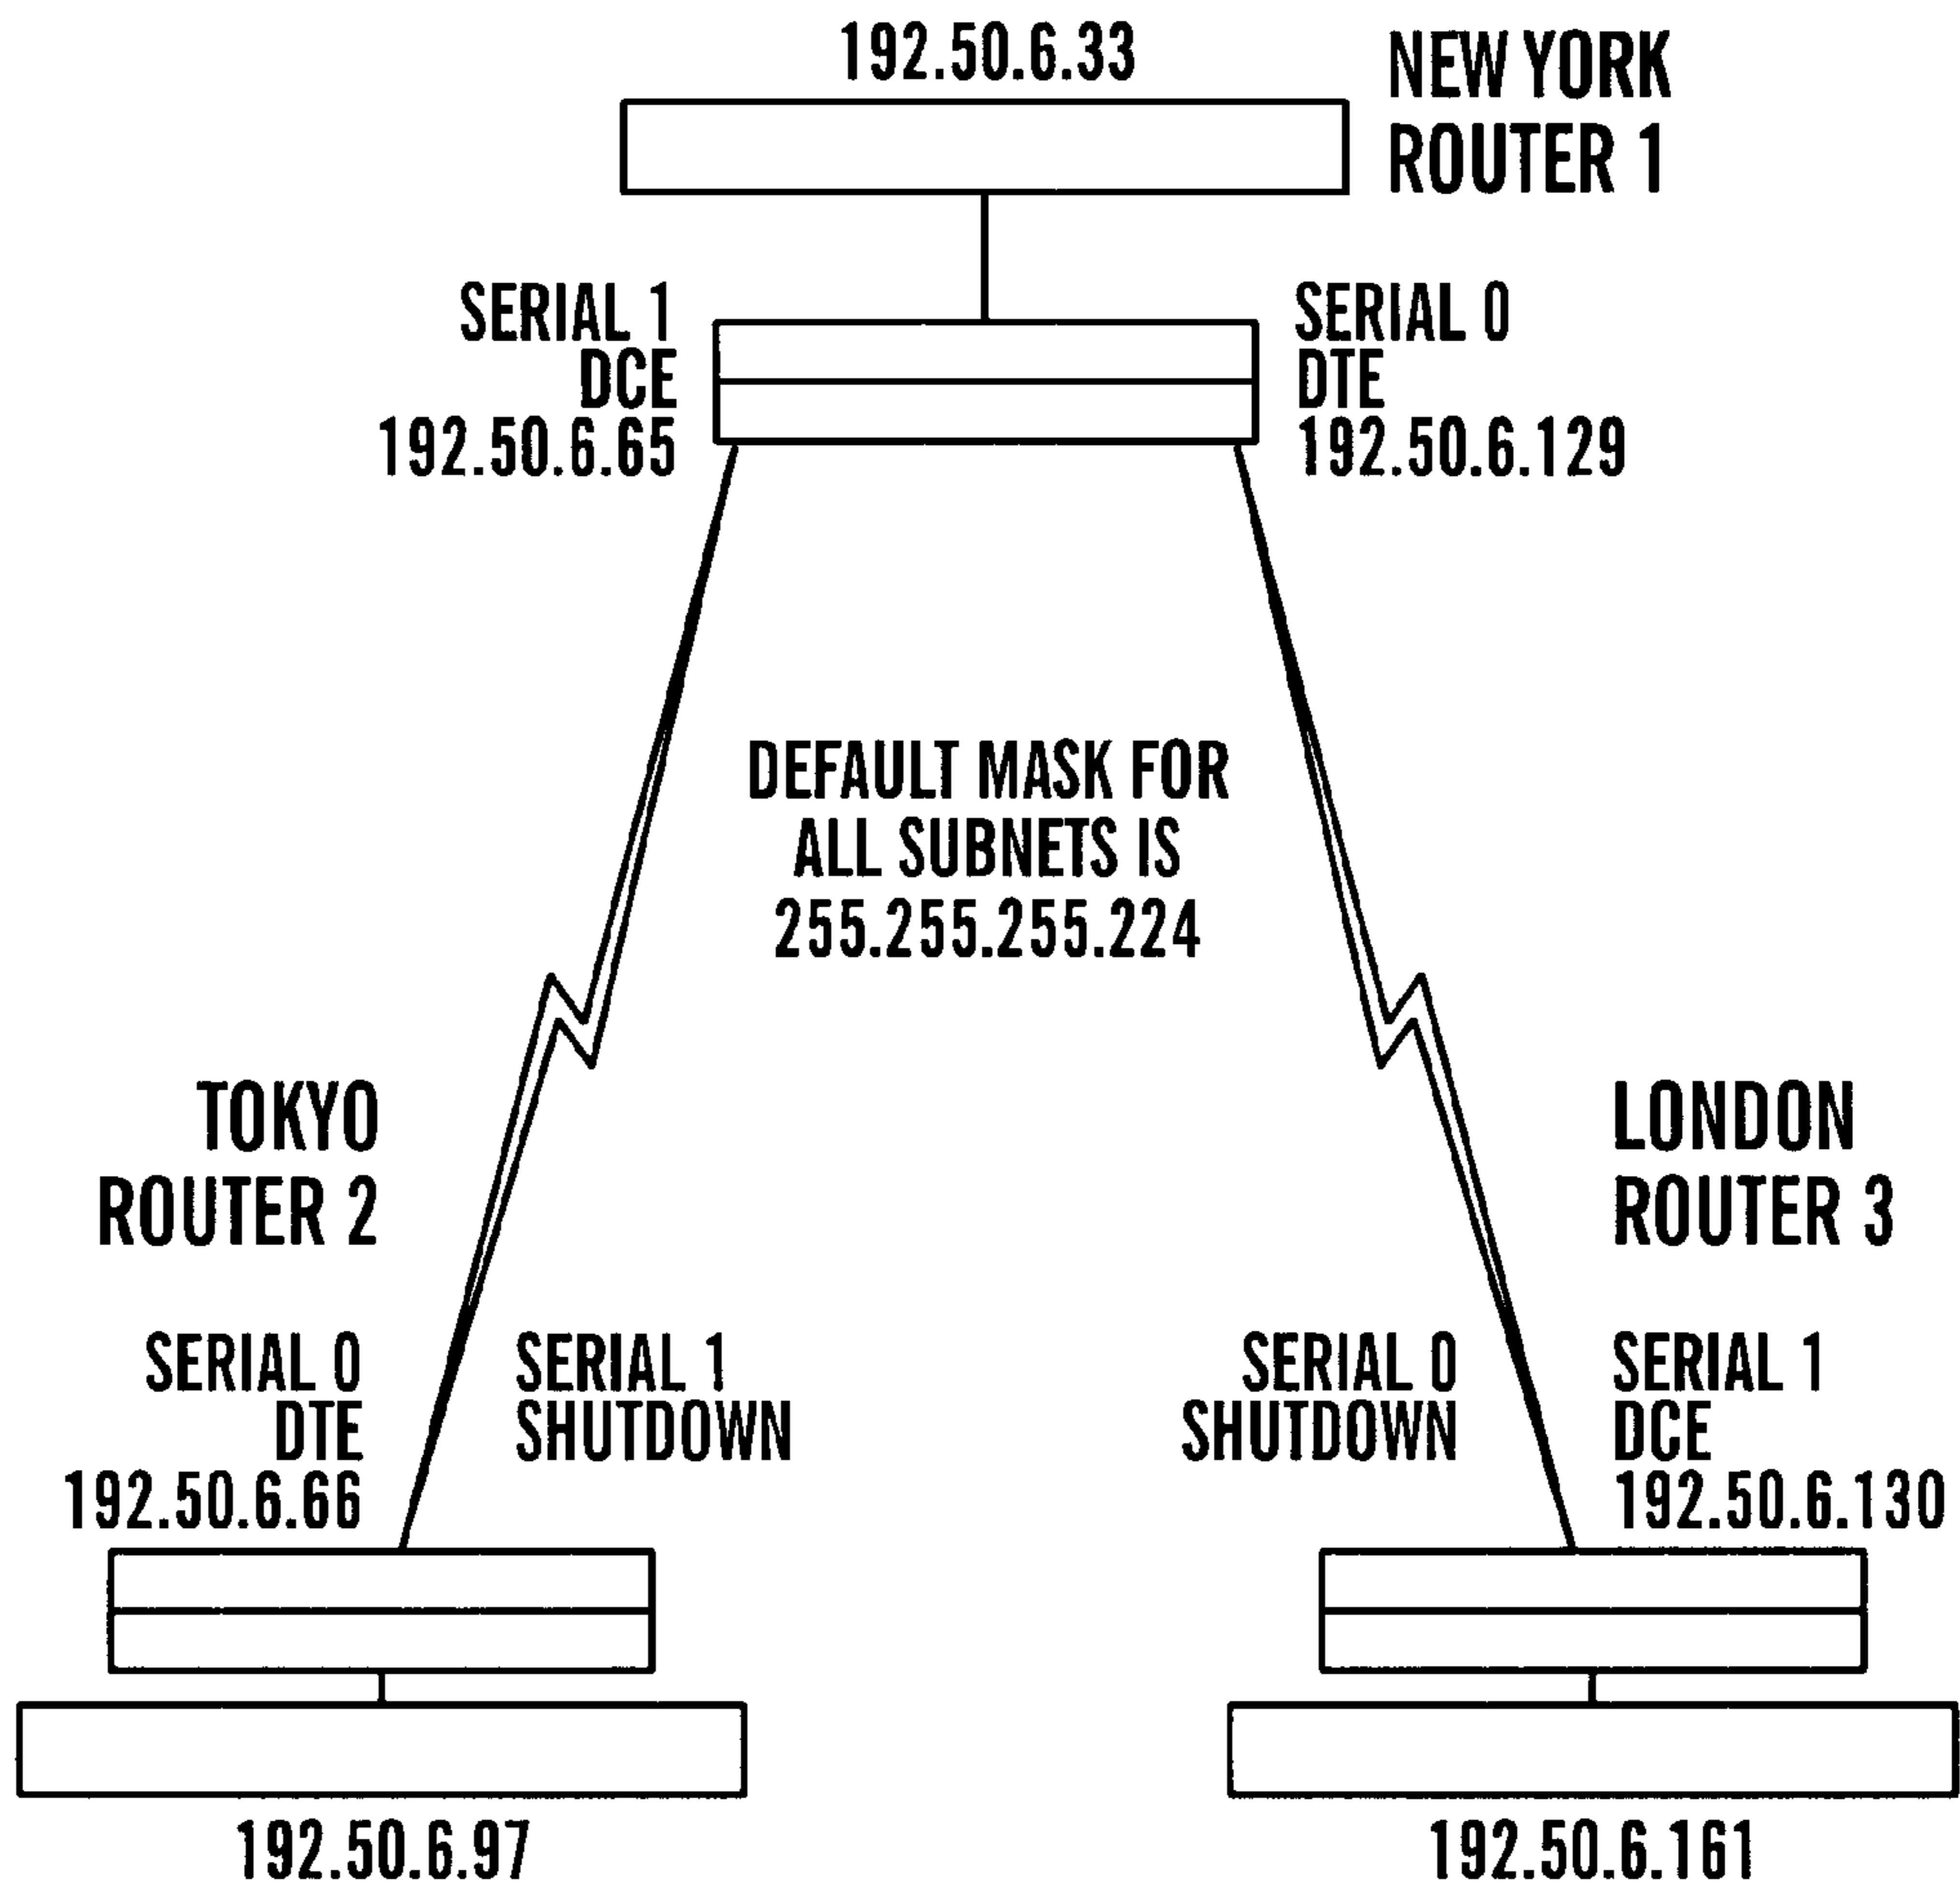 192.50.6.33
NEW YORK
ROUTER 1
SERIAL 1
DCE
192.50.6.65
SERIAL 0
DTE
192.50.6.129
DEFAULT MASK FOR
ALL SUBNETS IS
255.255.255.224
TOKYO
ROUTER 2
LONDON
ROUTER 3
SERIAL 0
DTE
192.50.6.66
SERIAL 1
SHUTDOWN
SERIAL 0
SHUTDOWN
SERIAL 1
DCE
192.50.6.130
192.50.6.97
192.50.6.161